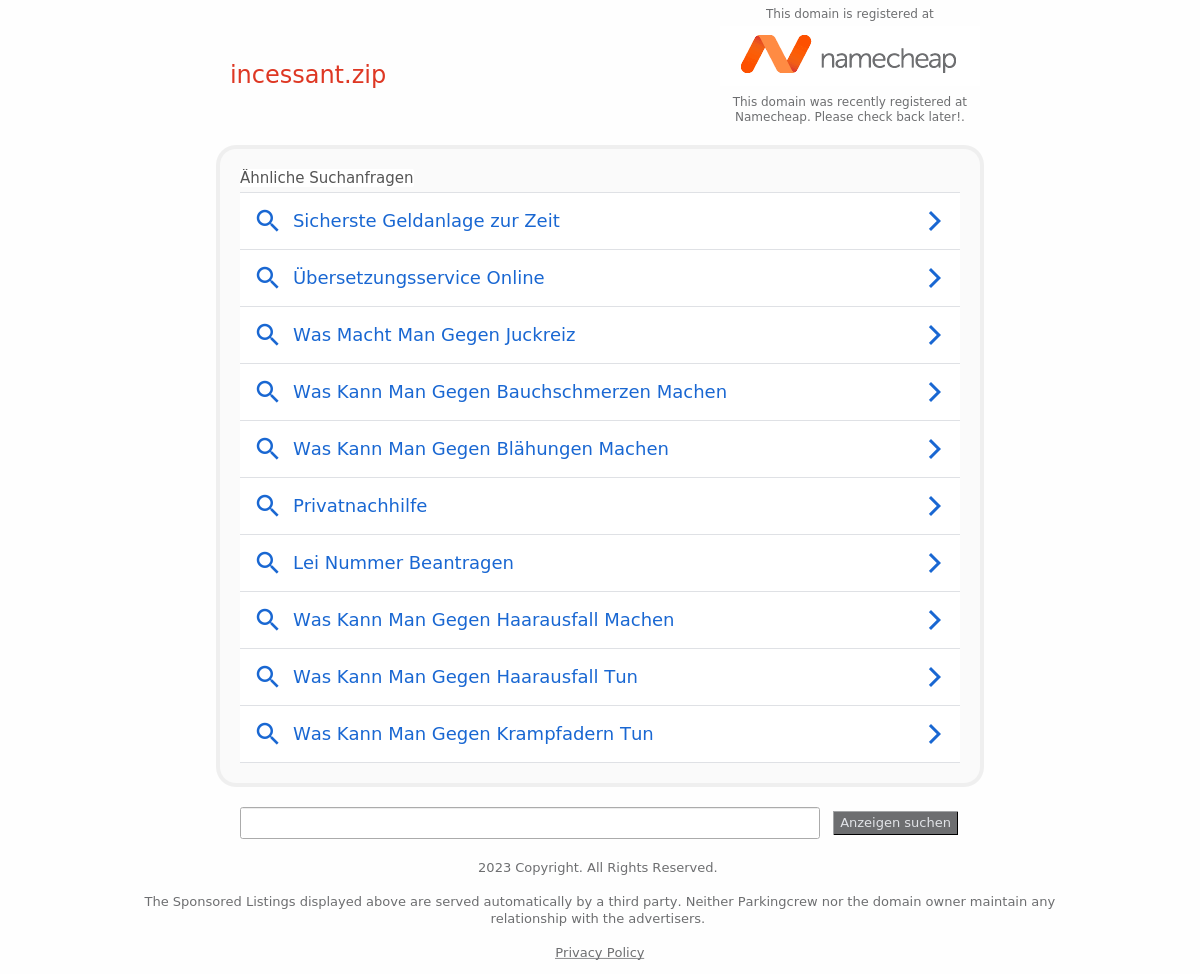 This domain is registered at
namecheap
incessant.zip
This domain was recently registered at
Namecheap. Please check back later!.
Ähnliche Suchanfragen
Sicherste Geldanlage zur Zeit
Übersetzungsservice Online
Was Macht Man Gegen Juckreiz
Was Kann Man Gegen Bauchschmerzen Machen
Was Kann Man Gegen Blähungen Machen
Privatnachhilfe
Lei Nummer Beantragen
Was Kann Man Gegen Haarausfall Machen
Was Kann Man Gegen Haarausfall Tun
Was Kann Man Gegen Krampfadern Tun
Anzeigen suchen
2023 Copyright. All Rights Reserved.
The Sponsored Listings displayed above are served automatically by a third party. Neither Parkingcrew nor the domain owner maintain any
relationship with the advertisers.
Privacy Policy